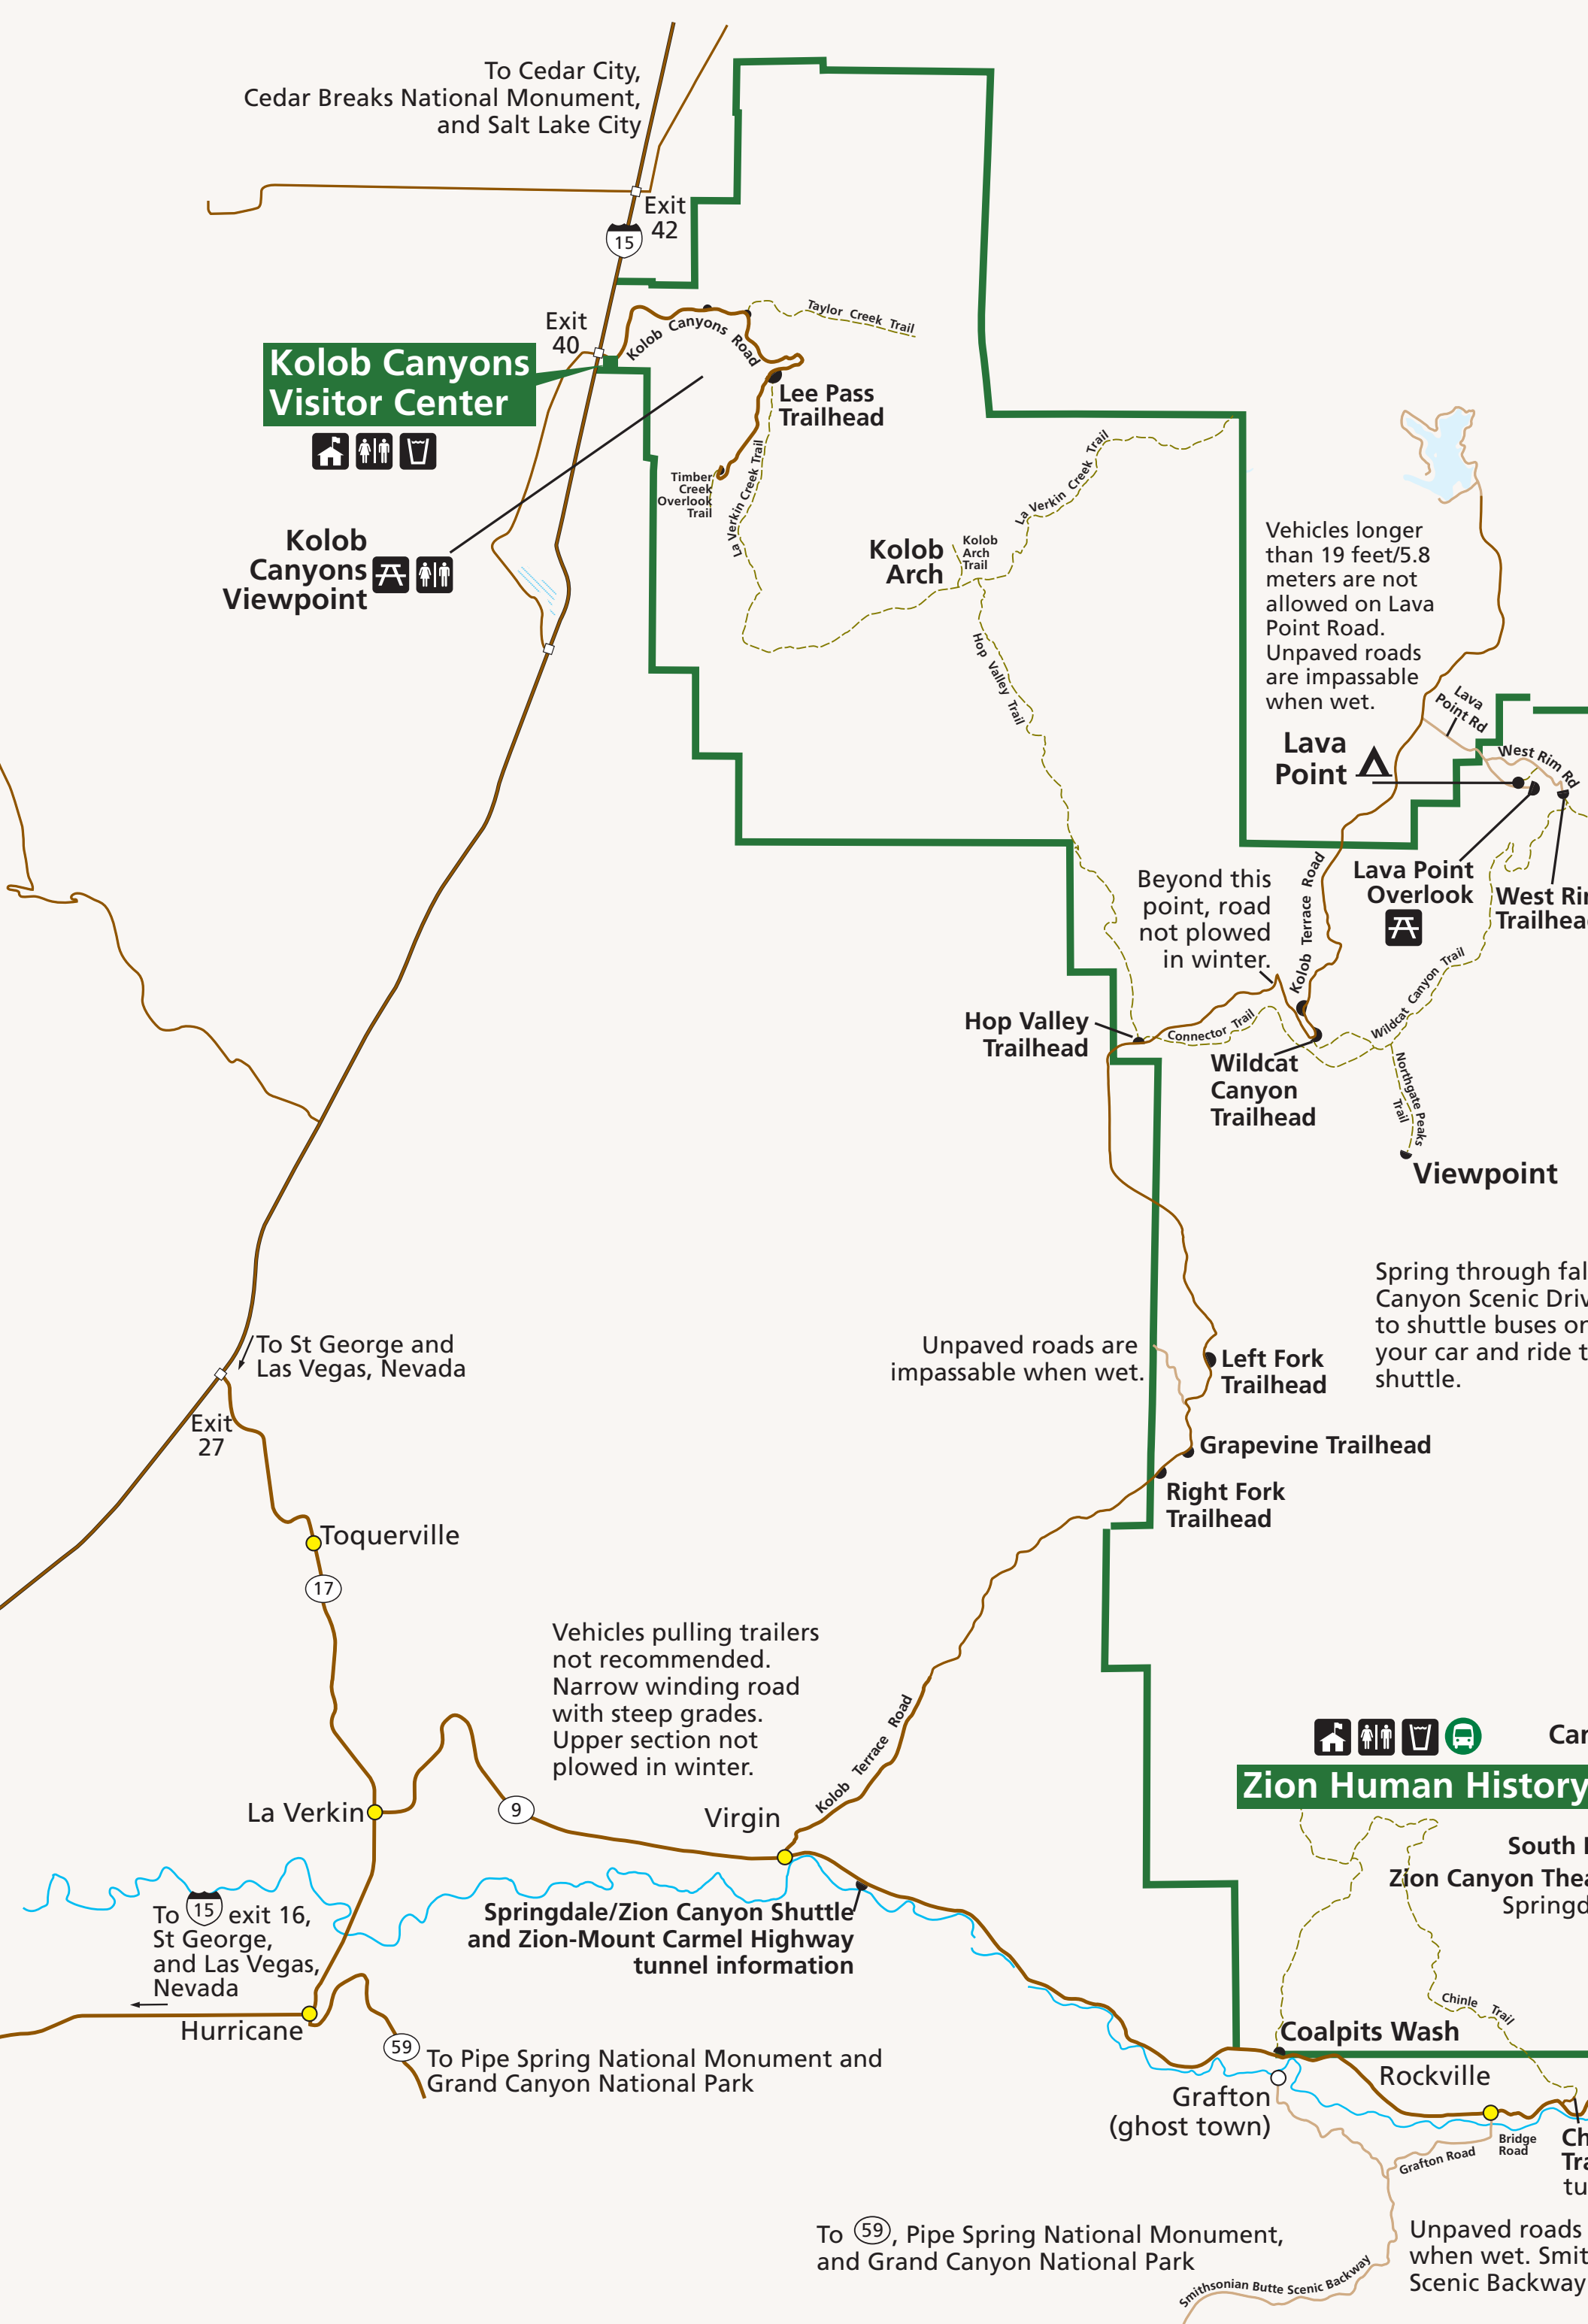 To Cedar City,
Cedar Breaks National Monument,
and Salt Lake City
Exit
42
15
Exit
40
Kolob Canyons
Visitor Center
Kolob Canyons Road
Taylor Creek Trail
Lee Pass
Trailhead
Timber
Creek
Overlook
Trail
La Verkin Creek Trail
La Verkin Creek Trail
Kolob
Canyons
Viewpoint
Kolob
Arch
Kolob
Arch
Trail
Hop Valley Trail
Vehicles longer
than 19 feet/5.8
meters are not
allowed on Lava
Point Road.
Unpaved roads
are impassable
when wet.
Lava
Point Rd
West Rim Rd
Lava
Point
Lava Point
Overlook
West Ri
Trailhea
Beyond this
point, road
not plowed
in winter.
Kolob Terrace Road
Wildcat Canyon Trail
Hop Valley
Trailhead
Connector Trail
Wildcat
Canyon
Trailhead
Northgate Peaks
Trail
Viewpoint
Spring through fal
Canyon Scenic Driv
to shuttle buses or
your car and ride t
shuttle.
To St George and
Las Vegas, Nevada
Exit
27
Unpaved roads are
impassable when wet.
Left Fork
Trailhead
Grapevine Trailhead
Right Fork
Trailhead
Toquerville
17
Vehicles pulling trailers
not recommended.
Narrow winding road
with steep grades.
Upper section not
plowed in winter.
Kolob Terrace Road
La Verkin
9
Virgin
Car
Zion Human History
South
Zion Canyon Thea
Springd
To 15 exit 16,
St George,
and Las Vegas,
Nevada
Springdale/Zion Canyon Shuttle
and Zion-Mount Carmel Highway
tunnel information
Hurricane
59
To Pipe Spring National Monument and
Grand Canyon National Park
Chinle Trail
Coalpits Wash
Rockville
Grafton
(ghost town)
Grafton Road
Bridge
Road
Ch
Tra
tu
To 59, Pipe Spring National Monument,
and Grand Canyon National Park
Smithsonian Butte Scenic Backway
Unpaved roads
when wet. Smit
Scenic Backway